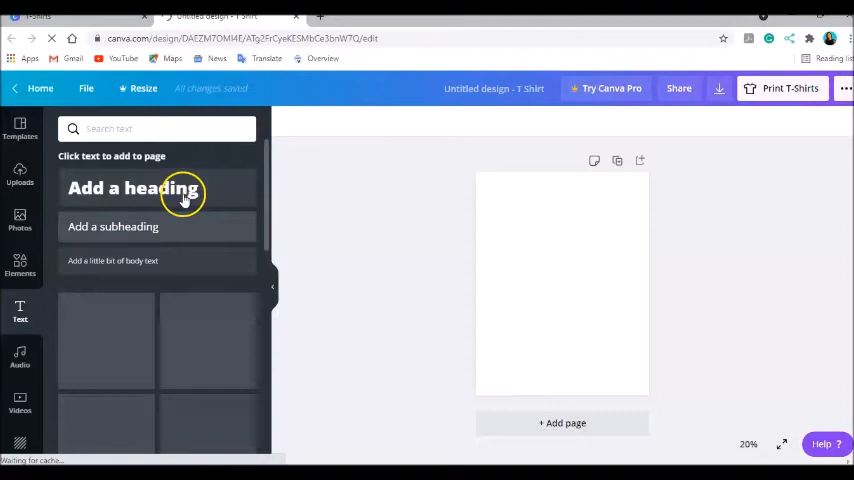 T-Shirts
Untitled design - T Shirt
canva.com/design/DAEZM7OMI4E/ATg2FrCyeKESMbCe3bnW7Q/edit
Apps Gmail YouTube Maps News Translate Overview Reading list
Home File Resize All changes saved Untitled design - T Shirt Try Canva Pro Share Print T-Shirts
Templates
Uploads
Photos
Elements
Text
Audio
Videos
Search text
Click text to add to page
Add a heading
Add a subheading
Add a little bit of body text
+ Add page
20%
Help ?
Waiting for cache...